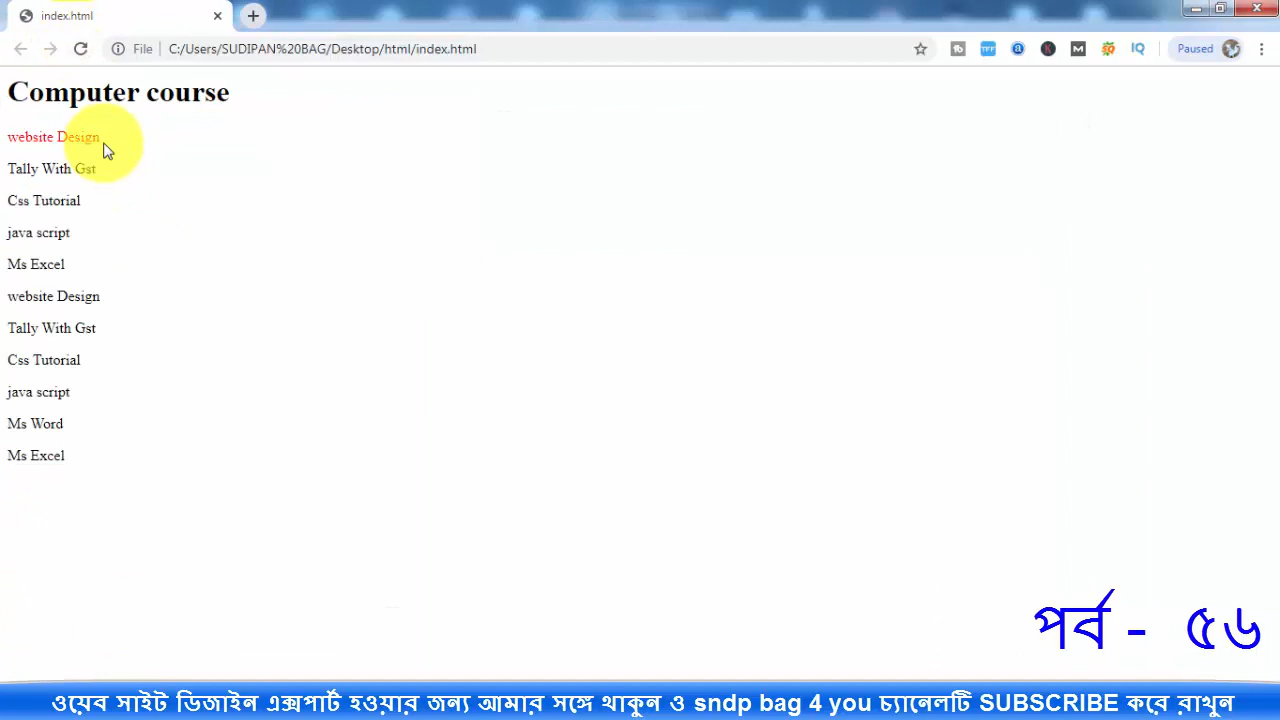 index.html
File C:/Users/SUDIPAN%20BAG/Desktop/html/index.html TFF a K M IQ Paused
Computer course
website Design
Tally With Gst
Css Tutorial
java script
Ms Excel
website Design
Tally With Gst
Css Tutorial
java script
Ms Word
Ms Excel
পর্ব - ৫৬
ওয়েব সাইট ডিজাইন এক্সপার্ট হওয়ার জন্য আমার সঙ্গে থাকুন ও sndp bag 4 you চ্যানেলটি SUBSCRIBE করে রাখুন